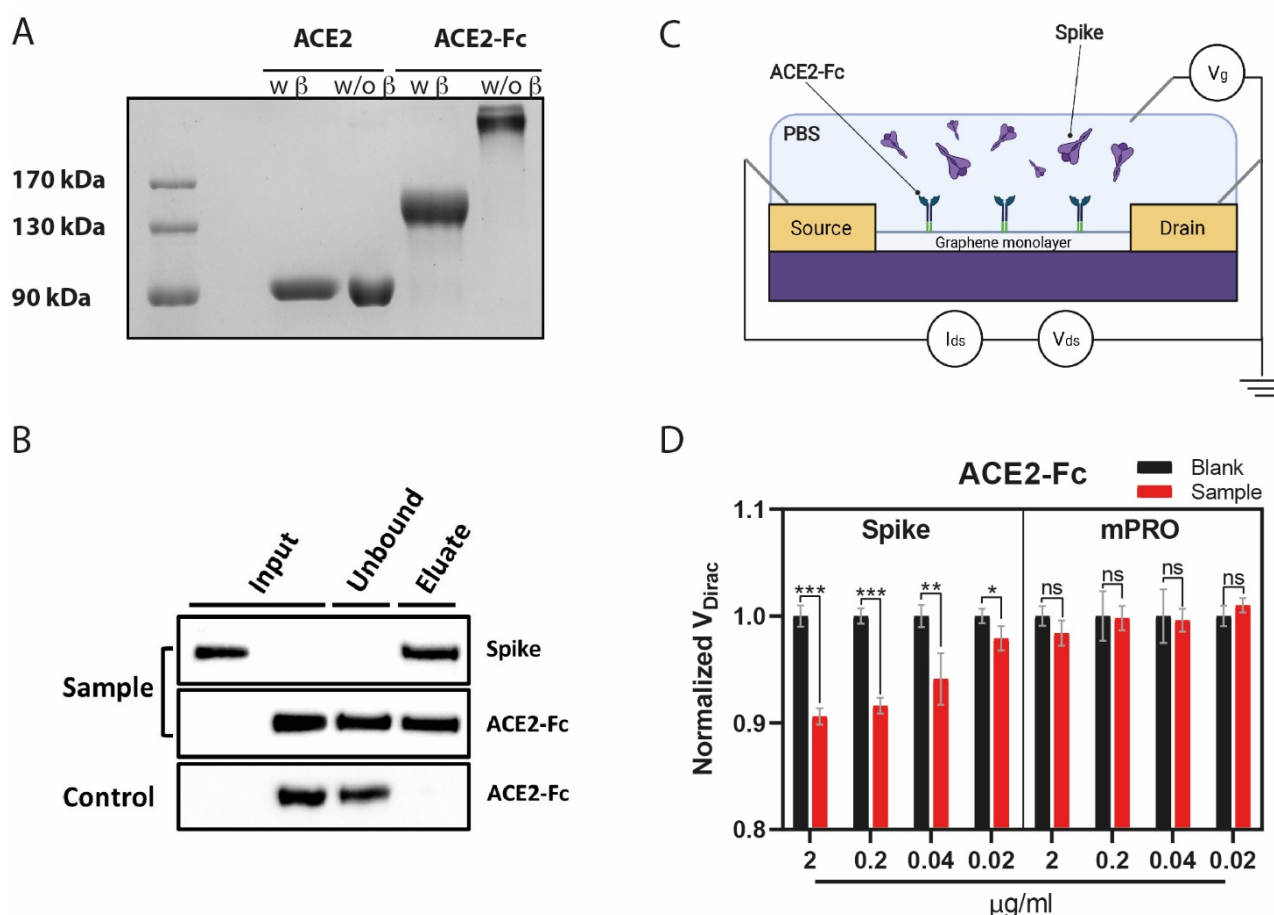 A
ACE2 ACE2-Fc
w β w/o β w β w/o β
170 kDa
130 kDa
90 kDa
B
Input Unbound Eluate
Sample
Spike
ACE2-Fc
Control
ACE2-Fc
C
Spike
ACE2-Fc
Vg
PBS
Source
Graphene monolayer
Drain
Ids
Vds
D
ACE2-Fc
Blank
Sample
Spike mPRO
Normalized VDirac
1.1
1.0
0.9
0.8
*** *** ** * ns ns ns ns
2 0.2 0.04 0.02 2 0.2 0.04 0.02
µg/ml